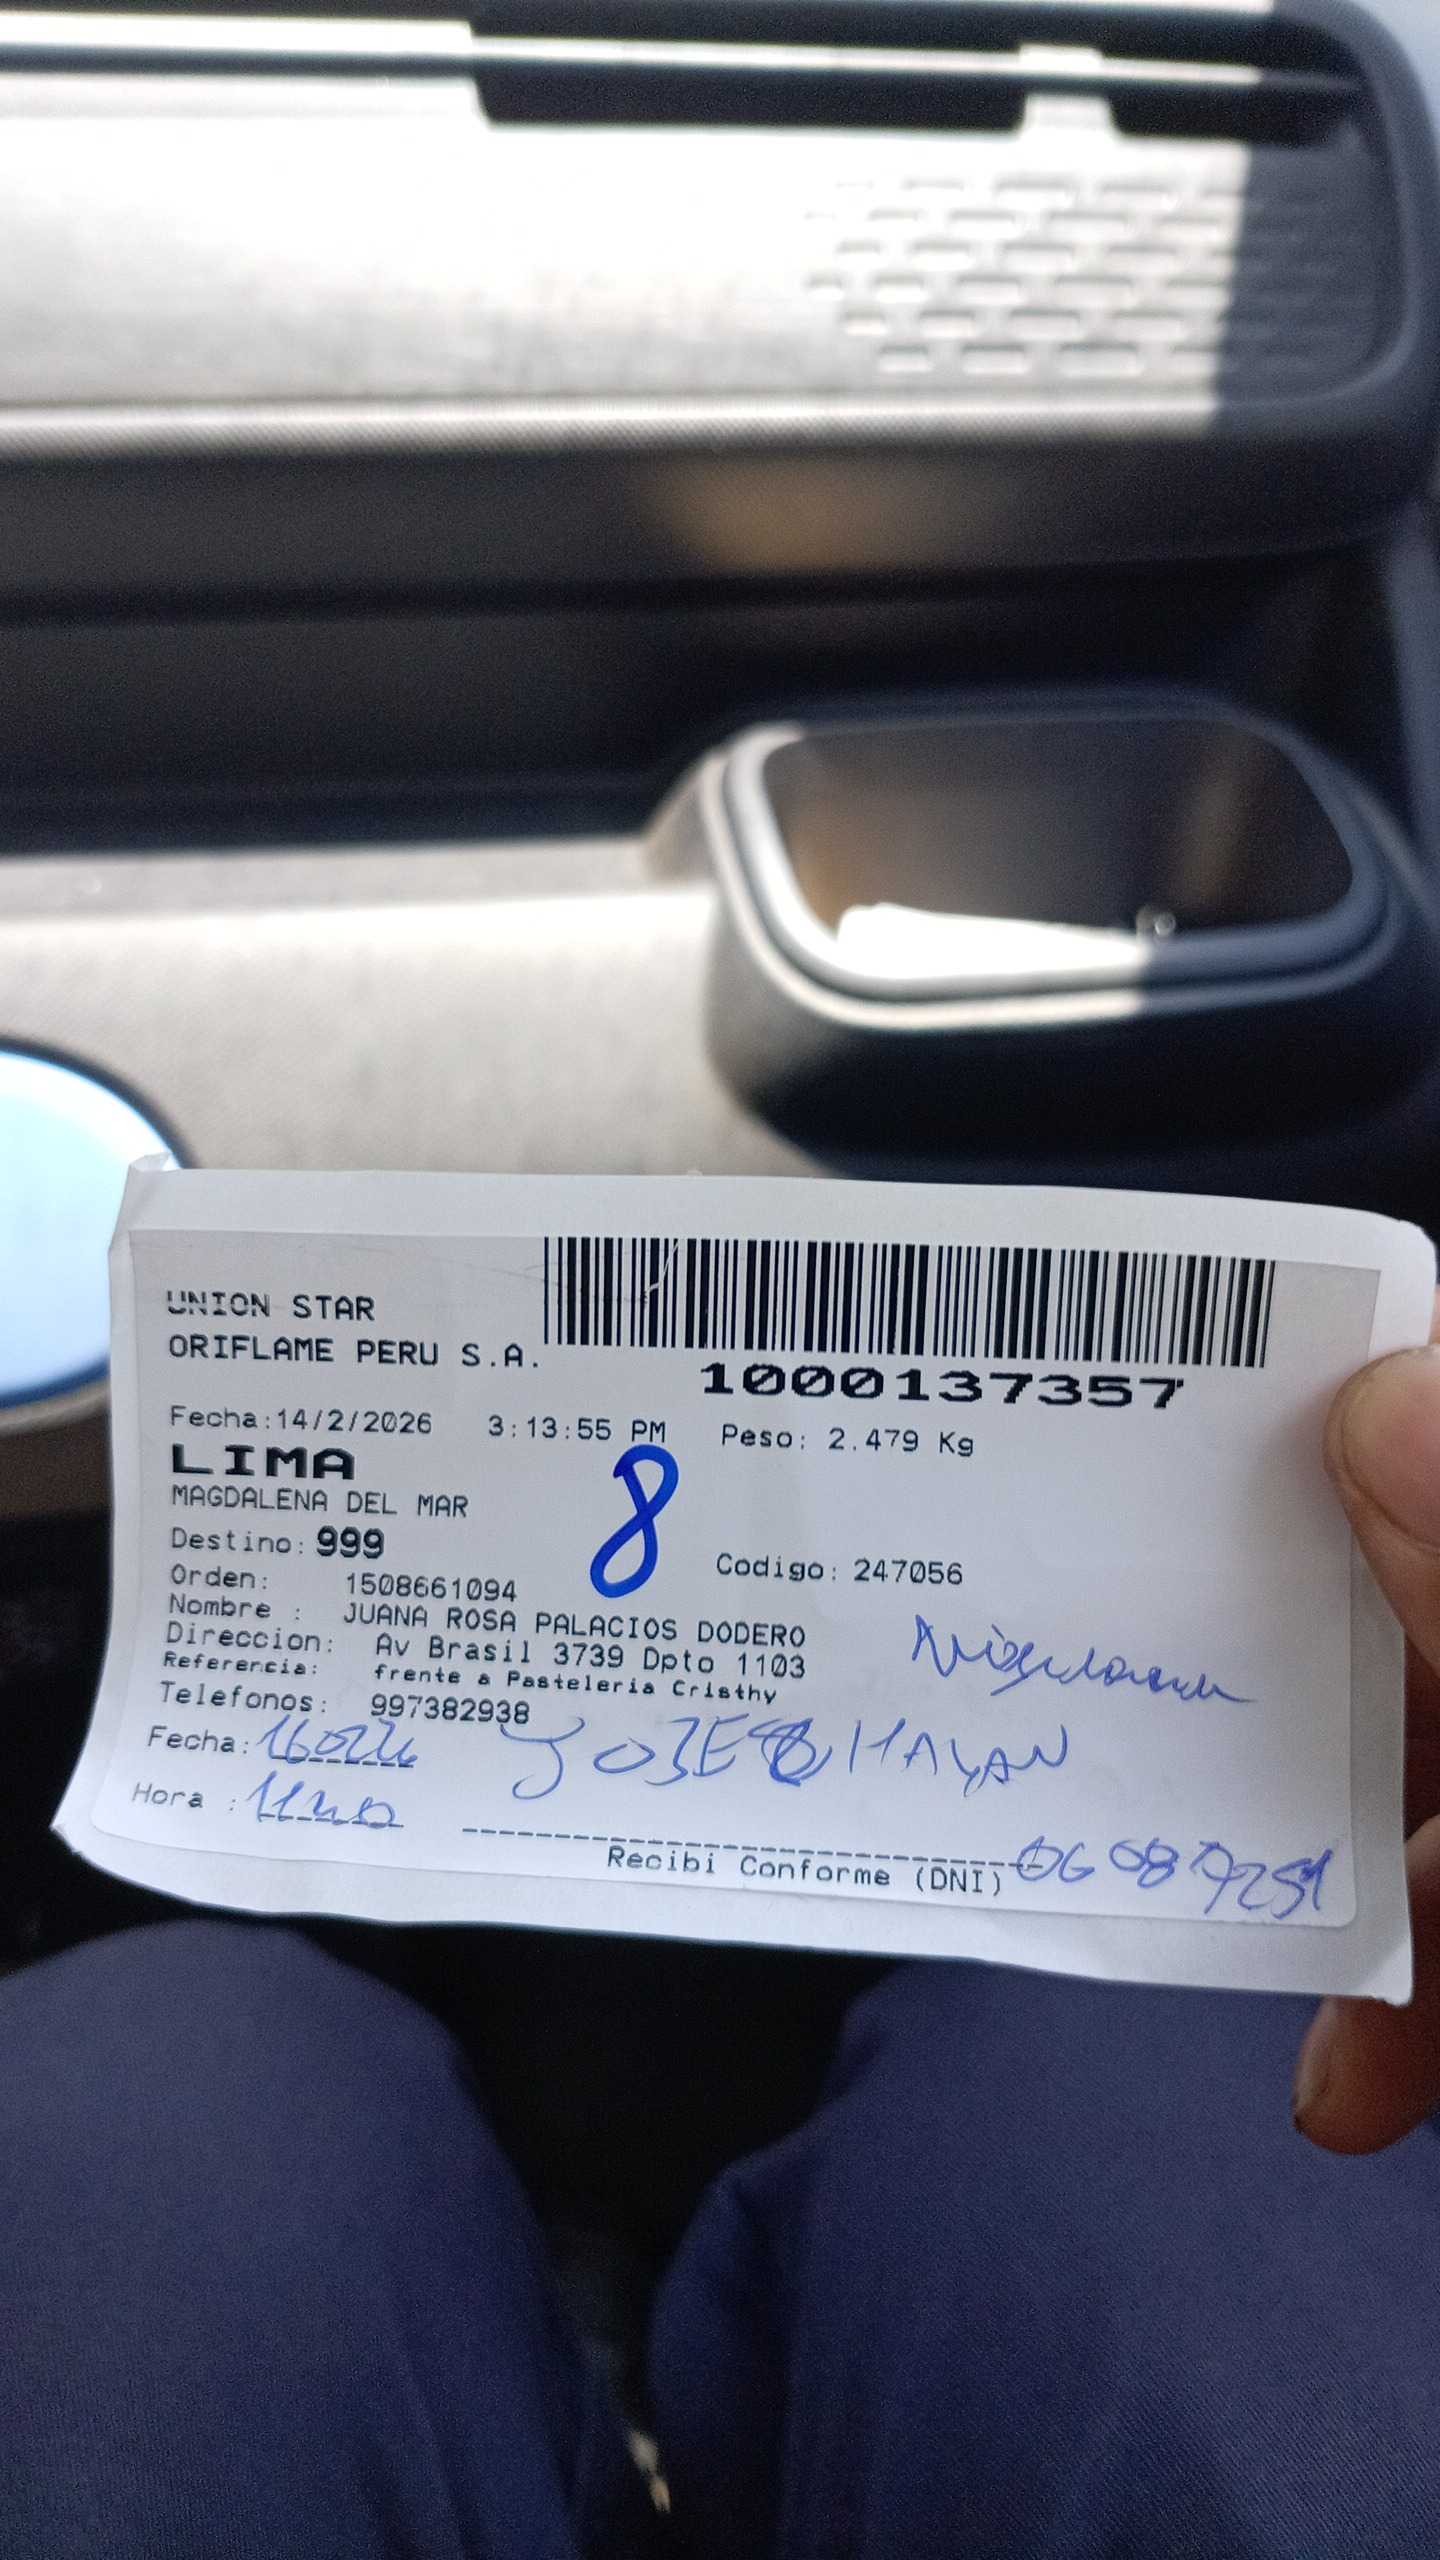 UNION STAR
ORIFLAME PERU S.A.
1000137357
Fecha:14/2/2026 3:13:55 PM Peso: 2.479 Kg
LIMA
8
MAGDALENA DEL MAR
Destino: 999
Codigo: 247056
Orden: 1508661094
Nombre : JUANA ROSA PALACIOS DODERO
Direccion: Av Brasil 3739 Dpto 1103
Referencia: frente a Pasteleria Cristhy
Telefonos: 997382938
Fecha: 160226
JOSE
Hora :
Recibi Conforme (DNI)